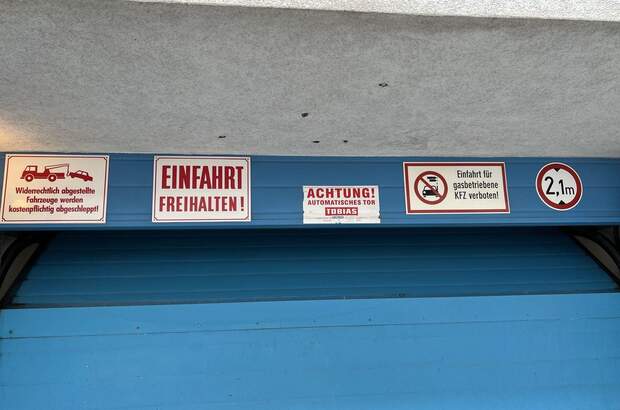 Widerrechtlich abgestellte
Fahrzeuge werden
kostenpflichtig abgeschleppt!
EINFAHRT
FREIHALTEN!
ACHTUNG!
AUTOMATISCHES TOR
TOBIAS
Einfahrt für
gasbetriebene
KFZ verboten!
2,1m